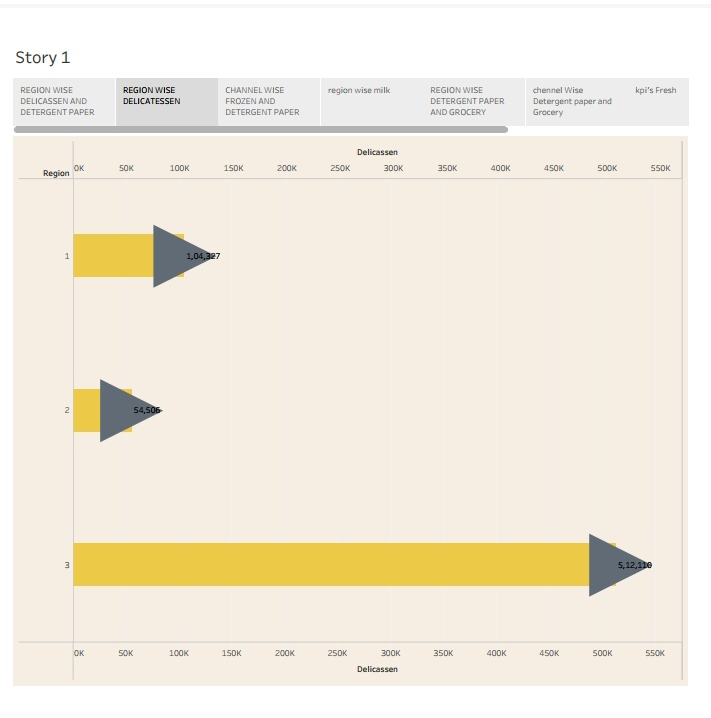 Story 1
REGION WISE
DELICASSEN AND
DETERGENT PAPER
REGION WISE
DELICATESSEN
CHANNEL WISE
FROZEN AND
DETERGENT PAPER
region wise milk
REGION WISE
DETERGENT PAPER
AND GROCERY
channel Wise
Detergent paper and
Grocery
kpi's Fresh
Delicassen
Region
0K 50K 100K 150K 200K 250K 300K 350K 400K 450K 500K 550K
1 1,04,327
2 54,506
3 5,12,110
0K 50K 100K 150K 200K 250K 300K 350K 400K 450K 500K 550K
Delicassen